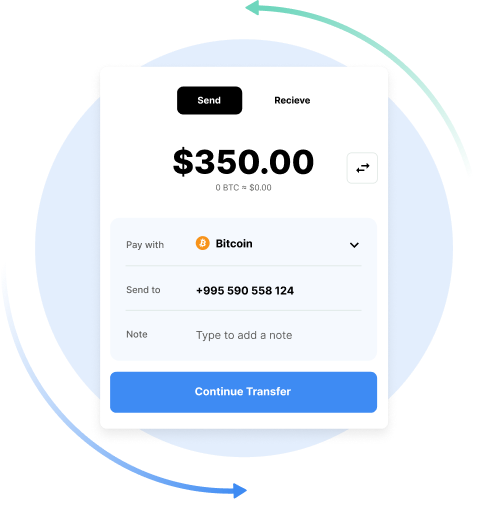 Send
Recieve
$350.00
0 BTC ≈ $0.00
Pay with
Bitcoin
Send to
+995 590 558 124
Note
Type to add a note
Continue Transfer